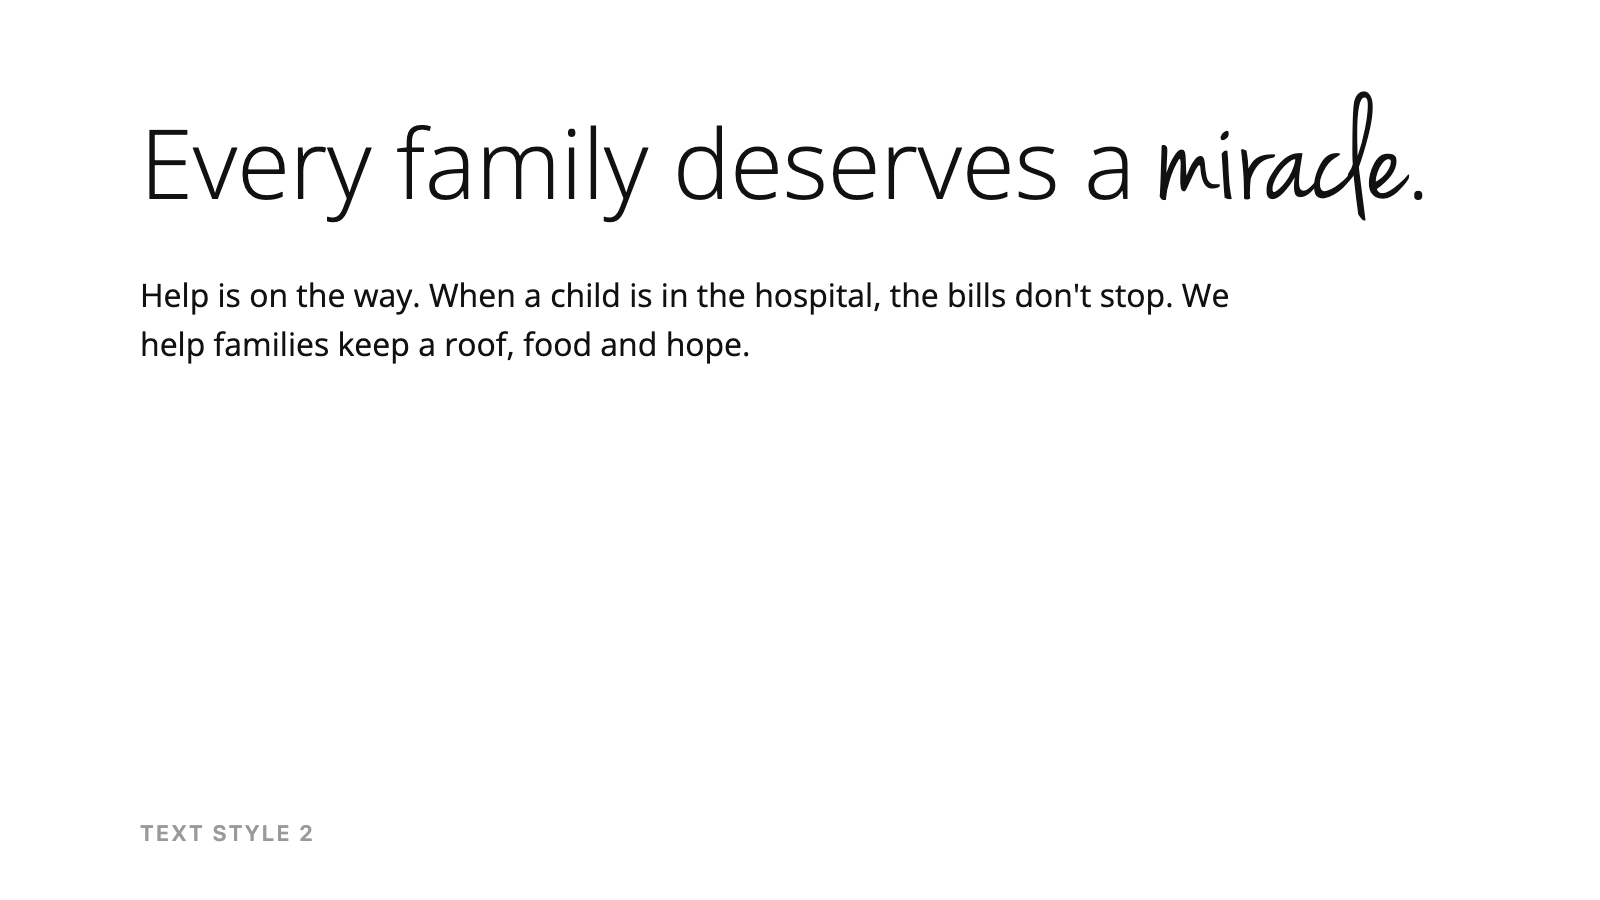 Every family deserves a miracle.
Help is on the way. When a child is in the hospital, the bills don't stop. We
help families keep a roof, food and hope.
TEXT STYLE 2